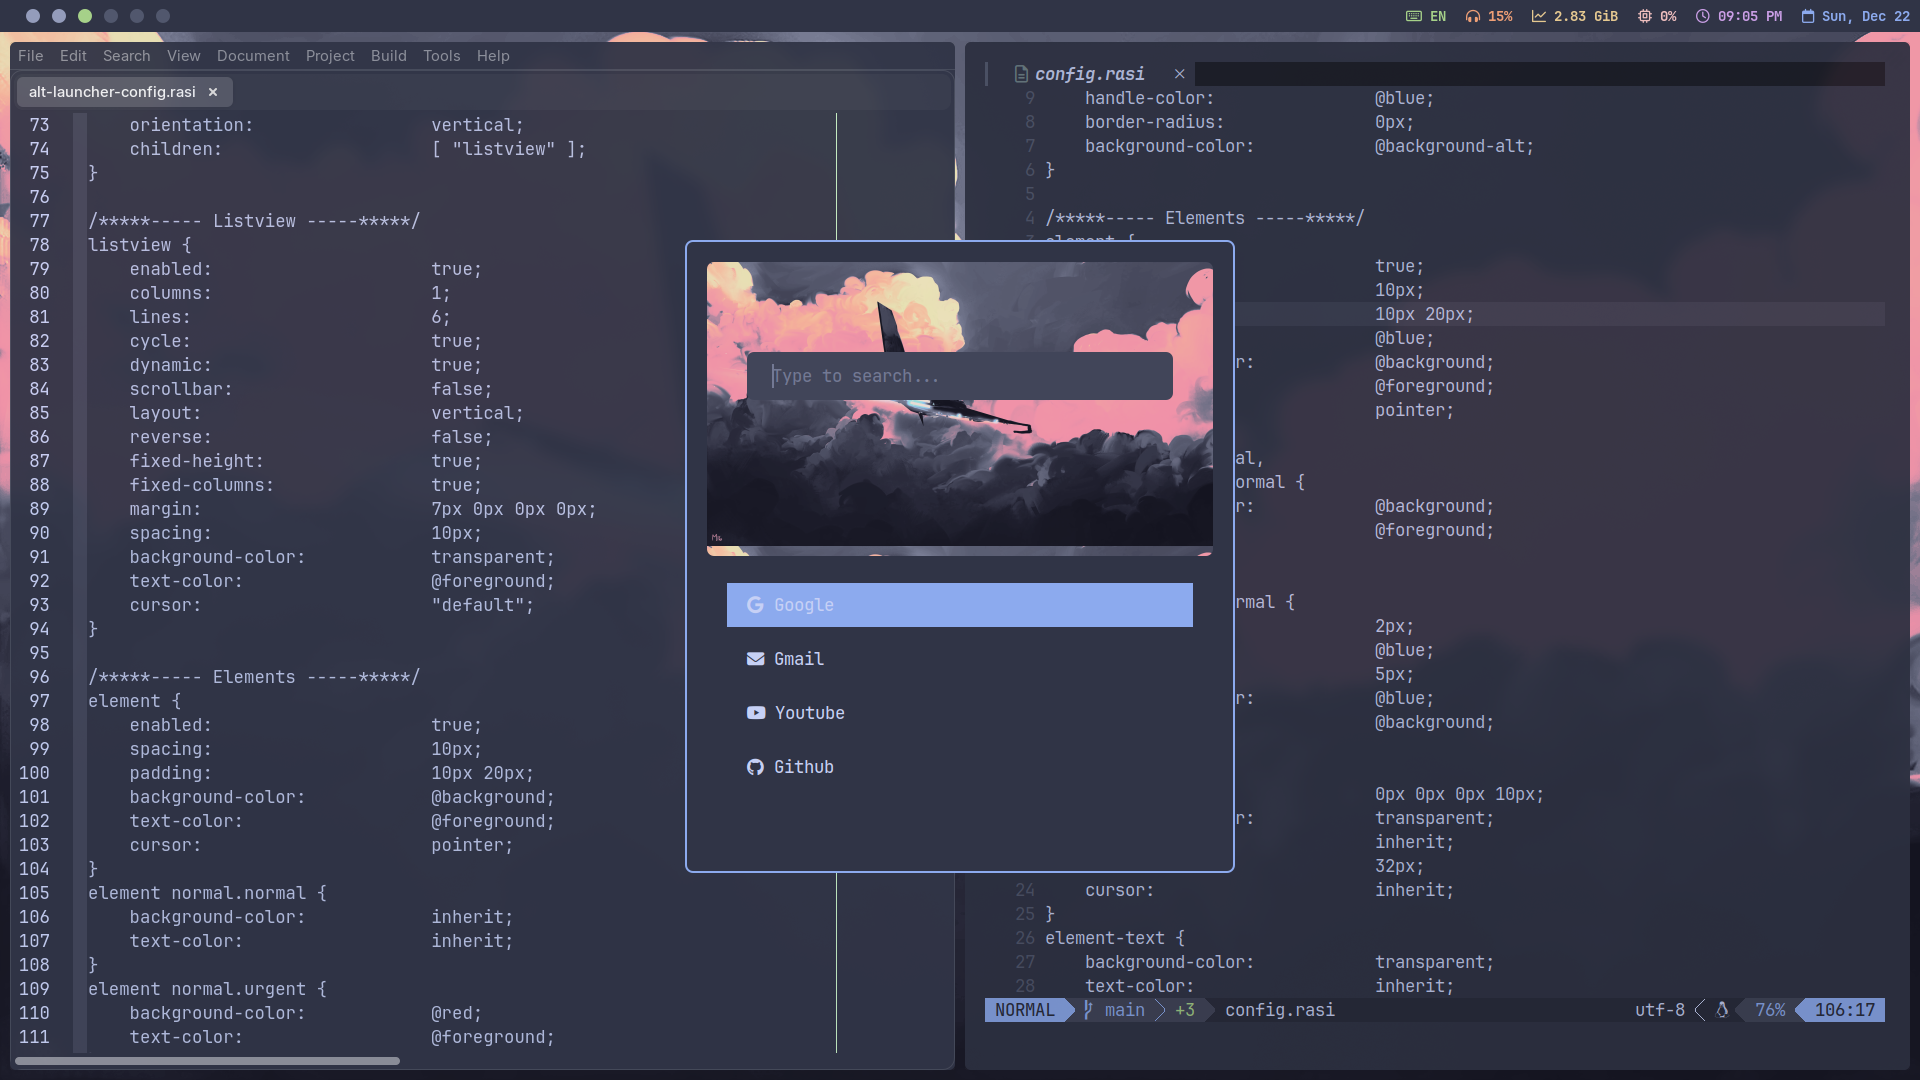 EN 15% 2.83 GiB 0% 09:05 PM Sun, Dec 22
File Edit Search View Document Project Build Tools Help
alt-launcher-config.rasi ×
73 orientation: vertical;
74 children: [ "listview" ];
75 }
76
77 /*****----- Listview -----*****/
78 listview {
79 enabled: true;
80 columns: 1;
81 lines: 6;
82 cycle: true;
83 dynamic: true;
84 scrollbar: false;
85 layout: vertical;
86 reverse: false;
87 fixed-height: true;
88 fixed-columns: true;
89 margin: 7px 0px 0px 0px;
90 spacing: 10px;
91 background-color: transparent;
92 text-color: @foreground;
93 cursor: "default";
94 }
95
96 /*****----- Elements -----*****/
97 element {
98 enabled: true;
99 spacing: 10px;
100 padding: 10px 20px;
101 background-color: @background;
102 text-color: @foreground;
103 cursor: pointer;
104 }
105 element normal.normal {
106 background-color: inherit;
107 text-color: inherit;
108 }
109 element normal.urgent {
110 background-color: @red;
111 text-color: @foreground;
Type to search...
Google
Gmail
Youtube
Github
config.rasi ×
9 handle-color: @blue;
8 border-radius: 0px;
7 background-color: @background-alt;
6 }
5
4 /*****----- Elements -----*****/
3 element {
true;
10px;
10px 20px;
@blue;
r: @background;
@foreground;
pointer;
al,
ormal {
r: @background;
@foreground;
rmal {
2px;
@blue;
5px;
r: @blue;
@background;
0px 0px 0px 10px;
r: transparent;
inherit;
32px;
24 cursor: inherit;
25 }
26 element-text {
27 background-color: transparent;
28 text-color: inherit;
NORMAL main +3 config.rasi utf-8 76% 106:17